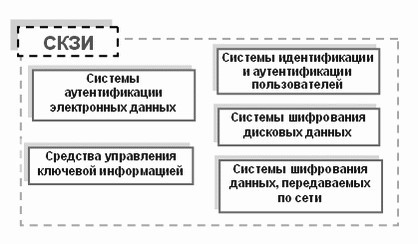 СКЗИ
Системы
аутентификации
электронных данных
Средства управления
ключевой информацией
Системы идентификации
и аутентификации
пользователей
Системы шифрования
дисковых данных
Системы шифрования
данных, передаваемых
по сети